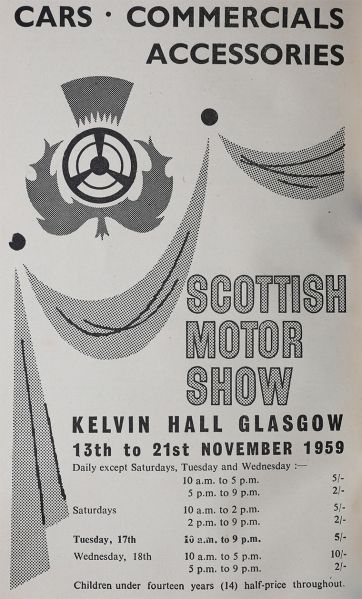 CARS · COMMERCIALS
ACCESSORIES
SCOTTISH
MOTOR
SHOW
KELVIN HALL GLASGOW
13th to 21st NOVEMBER 1959
Daily except Saturdays, Tuesday and Wednesday :—
10 a.m. to 5 p.m. 5/-
5 p.m. to 9 p.m. 2/-
Saturdays 10 a.m. to 2 p.m. 5/-
2 p.m. to 9 p.m. 2/-
Tuesday, 17th 10 a.m. to 9 p.m. 5/-
Wednesday, 18th 10 a.m. to 5 p.m. 10/-
5 p.m. to 9 p.m. 2/-
Children under fourteen years (14) half-price throughout.